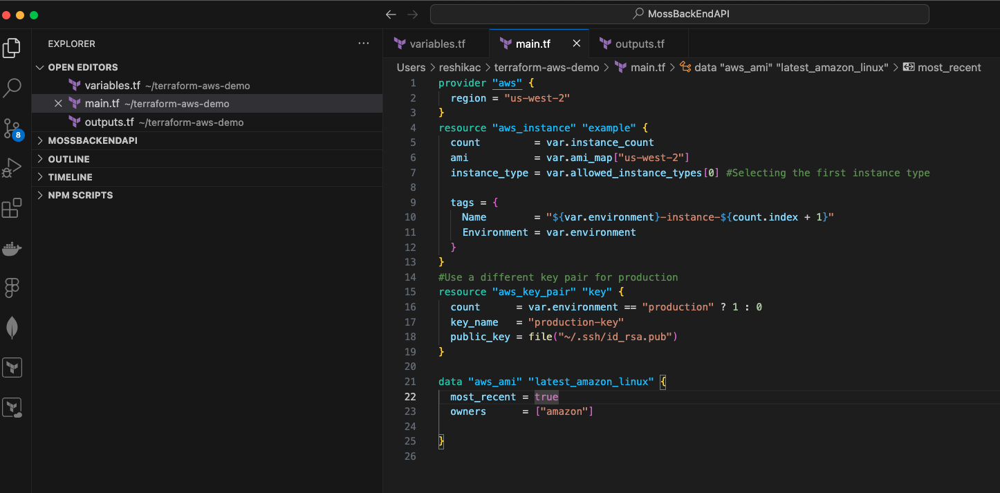 MossBackEndAPI
EXPLORER
OPEN EDITORS
variables.tf ~/terraform-aws-demo
main.tf ~/terraform-aws-demo
outputs.tf ~/terraform-aws-demo
8
MOSSBACKENDAPI
OUTLINE
TIMELINE
NPM SCRIPTS
variables.tf main.tf outputs.tf
Users > reshikac > terraform-aws-demo > main.tf > data "aws_ami" "latest_amazon_linux" > most_recent
1 provider "aws" {
2   region = "us-west-2"
3 }
4 resource "aws_instance" "example" {
5   count         = var.instance_count
6   ami           = var.ami_map["us-west-2"]
7   instance_type = var.allowed_instance_types[0] #Selecting the first instance type
8
9   tags = {
10     Name        = "${var.environment}-instance-${count.index + 1}"
11     Environment = var.environment
12   }
13 }
14 #Use a different key pair for production
15 resource "aws_key_pair" "key" {
16   count      = var.environment == "production" ? 1 : 0
17   key_name   = "production-key"
18   public_key = file("~/.ssh/id_rsa.pub")
19 }
20
21 data "aws_ami" "latest_amazon_linux" {
22   most_recent = true
23   owners      = ["amazon"]
24
25 }
26